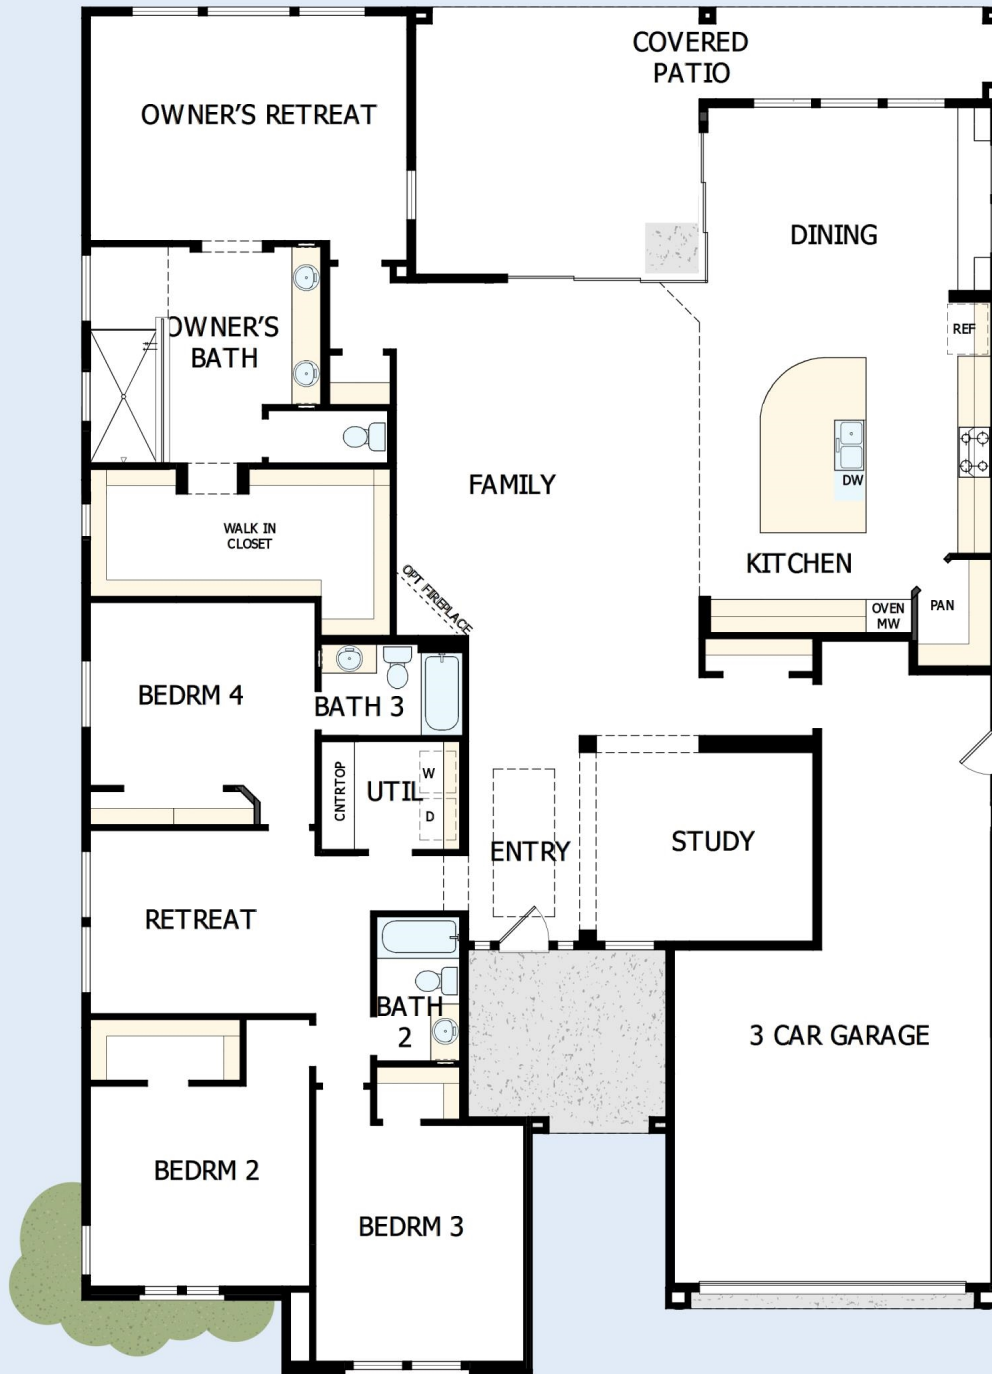 COVERED
PATIO
OWNER'S RETREAT
DINING
REF
OWNER'S
BATH
DW
FAMILY
WALK IN
CLOSET
KITCHEN
OPT FIREPLACE
OVEN
MW
PAN
BEDRM 4
BATH 3
CNTRTOP
UTIL
W
D
ENTRY
STUDY
RETREAT
BATH
2
3 CAR GARAGE
BEDRM 2
BEDRM 3